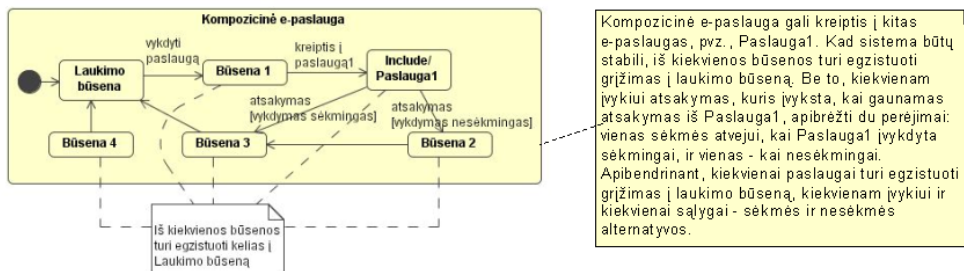 Kompozicinė e-paslauga
vykdyti
paslaugą
kreiptis į
paslaugą1
Laukimo
būsena
Būsena 1
Include/
Paslauga1
atsakymas
[vykdymas sėkmingas]
atsakymas
[vykdymas nesėkmingas]
Būsena 4
Būsena 3
Būsena 2
Iš kiekvienos būsenos
turi egzistuoti kelias į
Laukimo būseną
Kompozicinė e-paslauga gali kreiptis į kitas
e-paslaugas, pvz., Paslauga1. Kad sistema būtų
stabili, iš kiekvienos būsenos turi egzistuoti
grįžimas į laukimo būseną. Be to, kiekvienam
įvykiui atsakymas, kuris įvyksta, kai gaunamas
atsakymas iš Paslauga1, apibrėžti du perėjimai:
vienas sėkmės atvejui, kai Paslauga1 įvykdyta
sėkmingai, ir vienas - kai nesėkmingai.
Apibendrinant, kiekvienai paslaugai turi egzistuoti
grįžimas į laukimo būseną, kiekvienam įvykiui ir
kiekvienai sąlygai - sėkmės ir nesėkmės
alternatyvos.